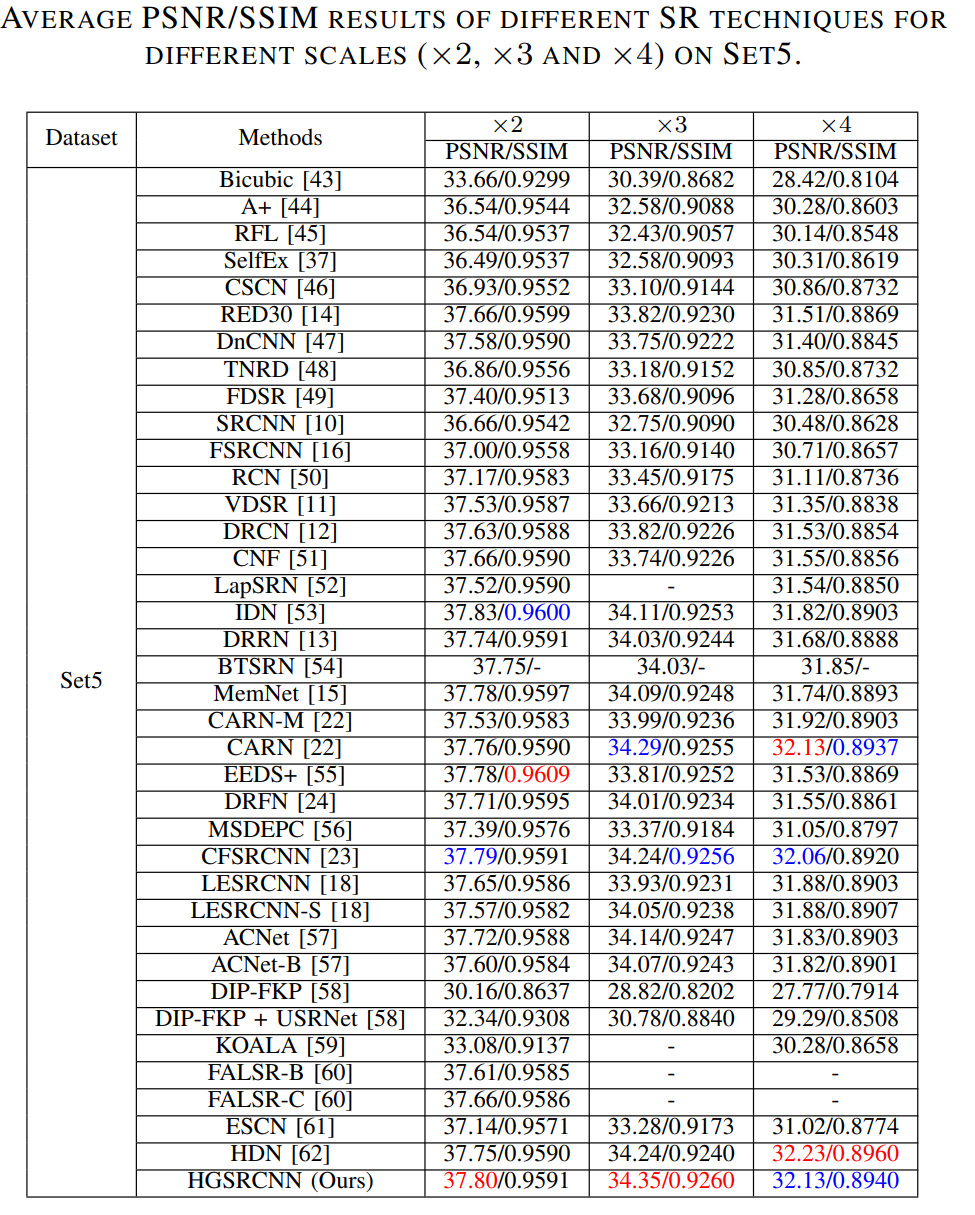 AVERAGE PSNR/SSIM RESULTS OF DIFFERENT SR TECHNIQUES FOR
DIFFERENT SCALES (×2, ×3 AND ×4) ON SET5.
Dataset Methods ×2 ×3 ×4
PSNR/SSIM PSNR/SSIM PSNR/SSIM
Bicubic [43] 33.66/0.9299 30.39/0.8682 28.42/0.8104
A+ [44] 36.54/0.9544 32.58/0.9088 30.28/0.8603
RFL [45] 36.54/0.9537 32.43/0.9057 30.14/0.8548
SelfEx [37] 36.49/0.9537 32.58/0.9093 30.31/0.8619
CSCN [46] 36.93/0.9552 33.10/0.9144 30.86/0.8732
RED30 [14] 37.66/0.9599 33.82/0.9230 31.51/0.8869
DnCNN [47] 37.58/0.9590 33.75/0.9222 31.40/0.8845
TNRD [48] 36.86/0.9556 33.18/0.9152 30.85/0.8732
FDSR [49] 37.40/0.9513 33.68/0.9096 31.28/0.8658
SRCNN [10] 36.66/0.9542 32.75/0.9090 30.48/0.8628
FSRCNN [16] 37.00/0.9558 33.16/0.9140 30.71/0.8657
RCN [50] 37.17/0.9583 33.45/0.9175 31.11/0.8736
VDSR [11] 37.53/0.9587 33.66/0.9213 31.35/0.8838
DRCN [12] 37.63/0.9588 33.82/0.9226 31.53/0.8854
CNF [51] 37.66/0.9590 33.74/0.9226 31.55/0.8856
LapSRN [52] 37.52/0.9590 - 31.54/0.8850
IDN [53] 37.83/0.9600 34.11/0.9253 31.82/0.8903
DRRN [13] 37.74/0.9591 34.03/0.9244 31.68/0.8888
BTSRN [54] 37.75/- 34.03/- 31.85/-
Set5
MemNet [15] 37.78/0.9597 34.09/0.9248 31.74/0.8893
CARN-M [22] 37.53/0.9583 33.99/0.9236 31.92/0.8903
CARN [22] 37.76/0.9590 34.29/0.9255 32.13/0.8937
EEDS+ [55] 37.78/0.9609 33.81/0.9252 31.53/0.8869
DRFN [24] 37.71/0.9595 34.01/0.9234 31.55/0.8861
MSDEPC [56] 37.39/0.9576 33.37/0.9184 31.05/0.8797
CFSRCNN [23] 37.79/0.9591 34.24/0.9256 32.06/0.8920
LESRCNN [18] 37.65/0.9586 33.93/0.9231 31.88/0.8903
LESRCNN-S [18] 37.57/0.9582 34.05/0.9238 31.88/0.8907
ACNet [57] 37.72/0.9588 34.14/0.9247 31.83/0.8903
ACNet-B [57] 37.60/0.9584 34.07/0.9243 31.82/0.8901
DIP-FKP [58] 30.16/0.8637 28.82/0.8202 27.77/0.7914
DIP-FKP + USRNet [58] 32.34/0.9308 30.78/0.8840 29.29/0.8508
KOALA [59] 33.08/0.9137 - 30.28/0.8658
FALSR-B [60] 37.61/0.9585 - -
FALSR-C [60] 37.66/0.9586 - -
ESCN [61] 37.14/0.9571 33.28/0.9173 31.02/0.8774
HDN [62] 37.75/0.9590 34.24/0.9240 32.23/0.8960
HGSRCNN (Ours) 37.80/0.9591 34.35/0.9260 32.13/0.8940